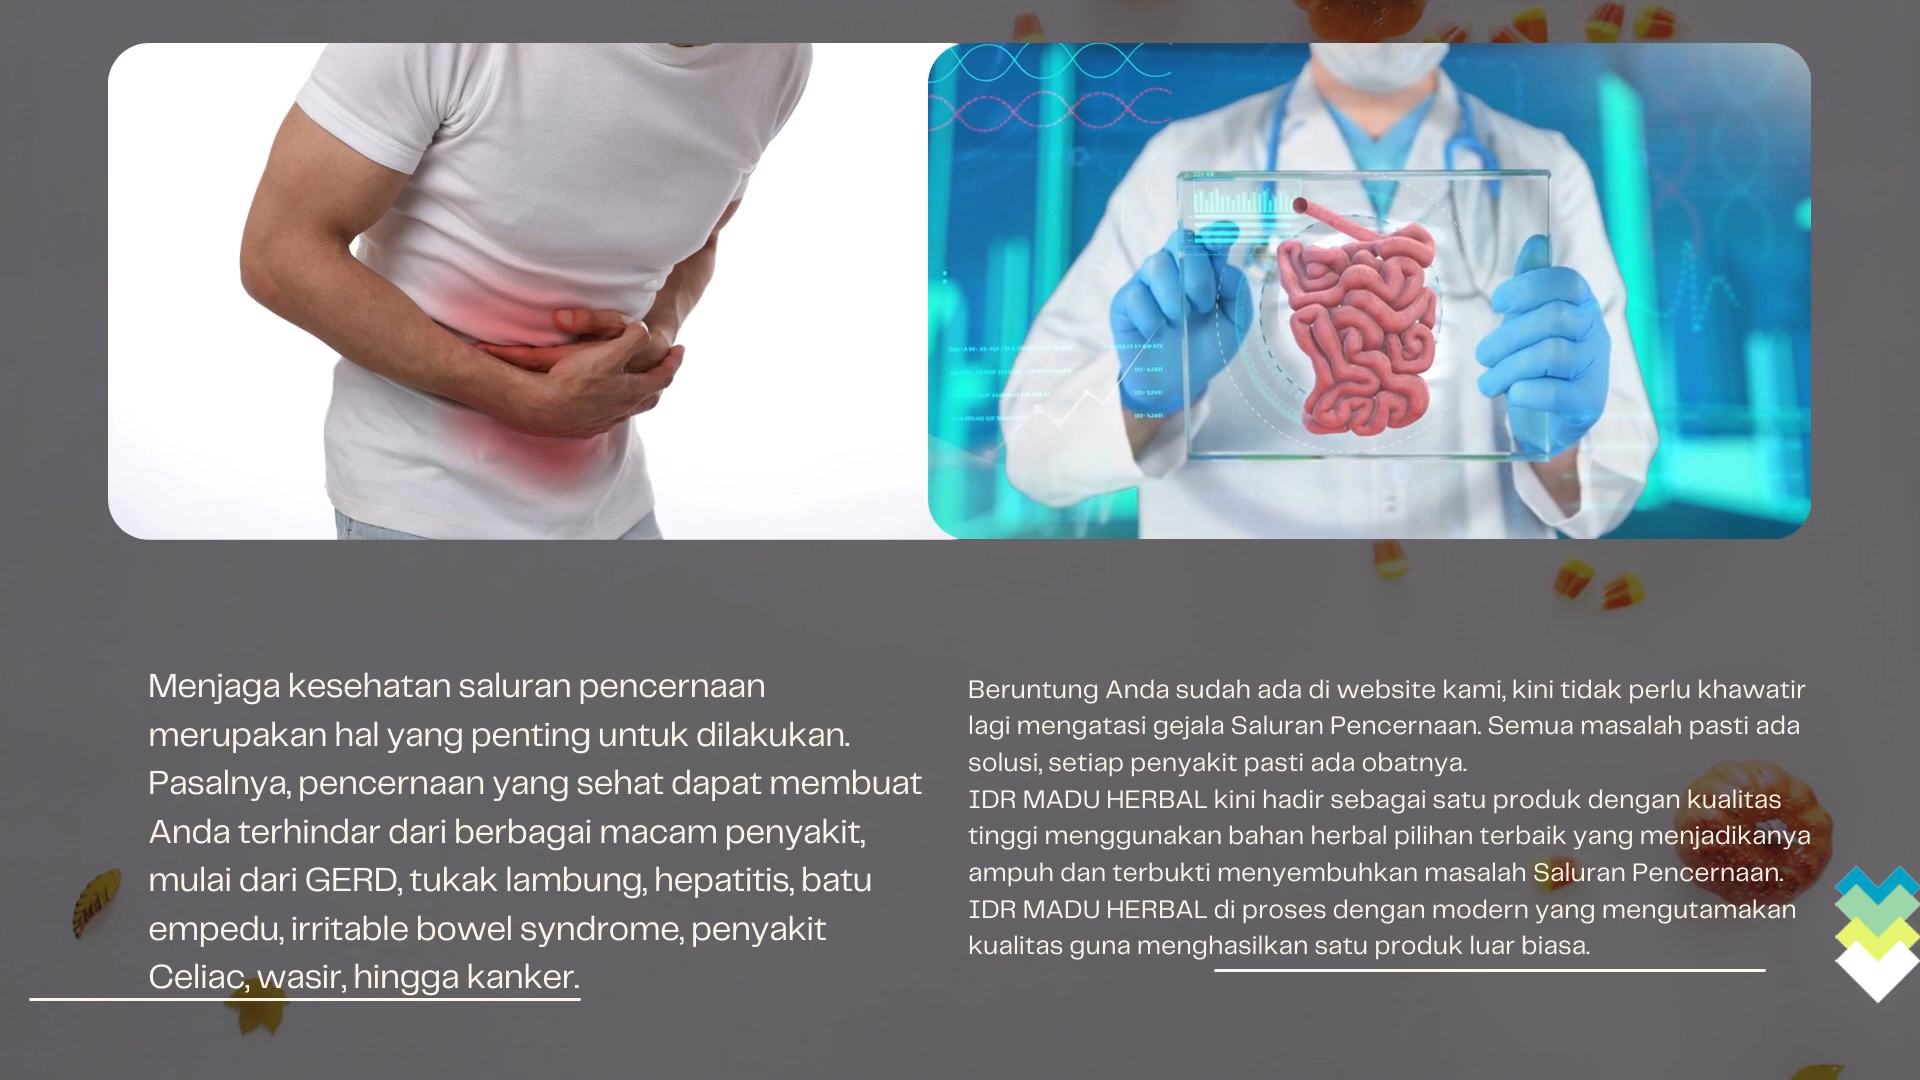 Menjaga kesehatan saluran pencernaan
merupakan hal yang penting untuk dilakukan.
Pasalnya, pencernaan yang sehat dapat membuat
Anda terhindar dari berbagai macam penyakit,
mulai dari GERD, tukak lambung, hepatitis, batu
empedu, irritable bowel syndrome, penyakit
Celiac, wasir, hingga kanker.
Beruntung Anda sudah ada di website kami, kini tidak perlu khawatir
lagi mengatasi gejala Saluran Pencernaan. Semua masalah pasti ada
solusi, setiap penyakit pasti ada obatnya.
IDR MADU HERBAL kini hadir sebagai satu produk dengan kualitas
tinggi menggunakan bahan herbal pilihan terbaik yang menjadikanya
ampuh dan terbukti menyembuhkan masalah Saluran Pencernaan.
IDR MADU HERBAL di proses dengan modern yang mengutamakan
kualitas guna menghasilkan satu produk luar biasa.